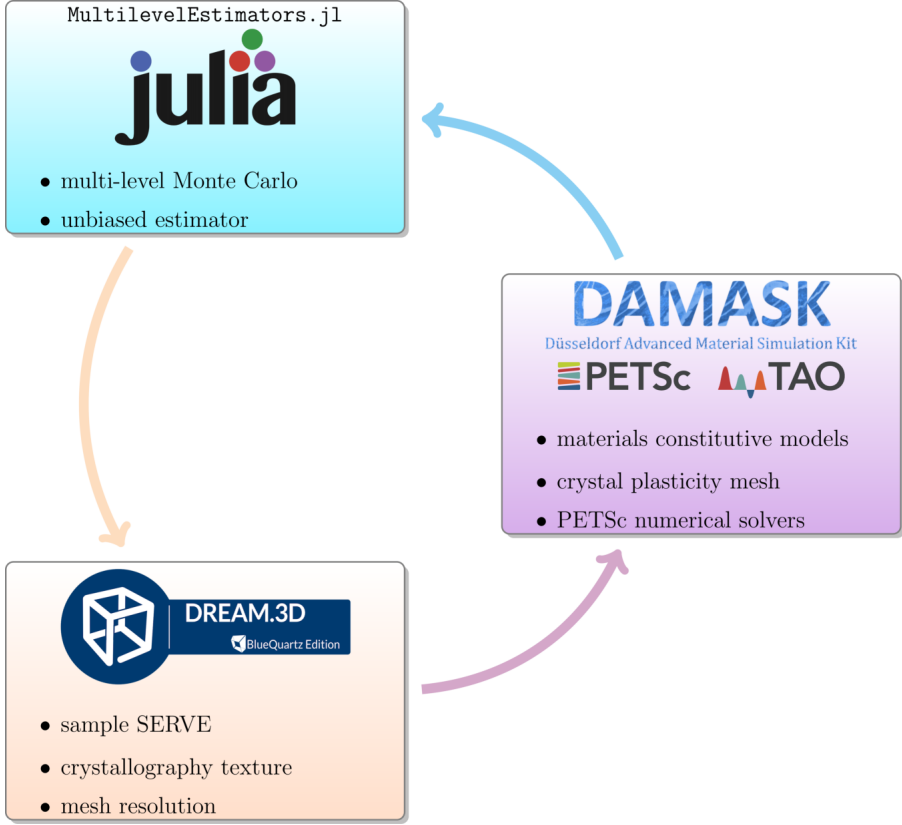 MultilevelEstimators.jl
julia
• multi-level Monte Carlo
• unbiased estimator
DAMASK
Düsseldorf Advanced Material Simulation Kit
PETSc TAO
• materials constitutive models
• crystal plasticity mesh
• PETSc numerical solvers
DREAM.3D
BlueQuartz Edition
• sample SERVE
• crystallography texture
• mesh resolution